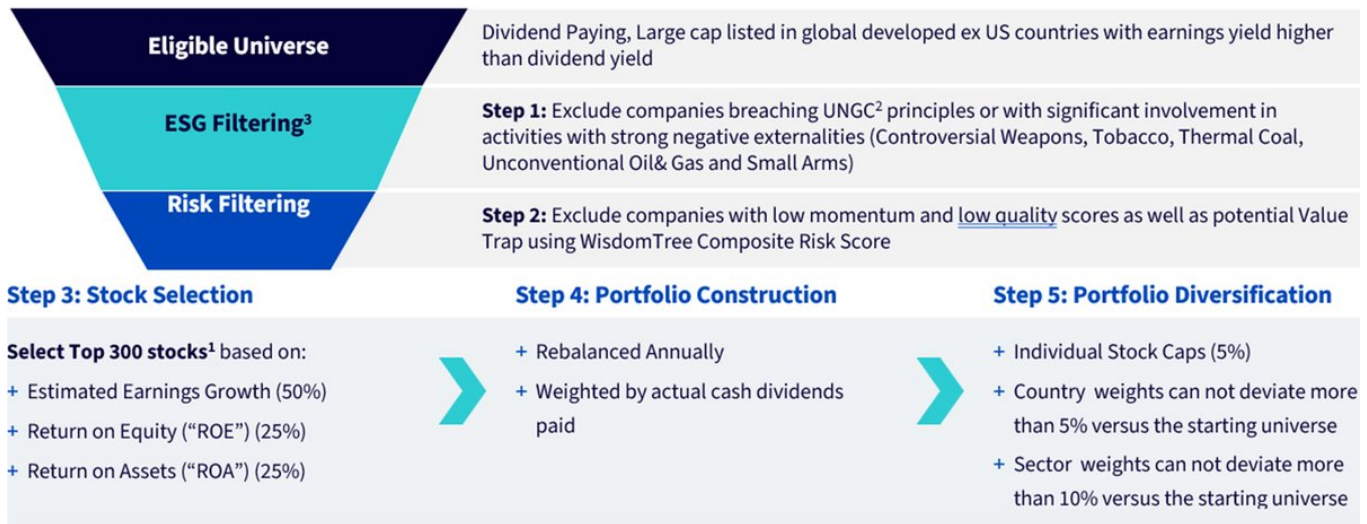 Eligible Universe
Dividend Paying, Large cap listed in global developed ex US countries with earnings yield higher
than dividend yield
ESG Filtering³
Step 1: Exclude companies breaching UNGC² principles or with significant involvement in
activities with strong negative externalities (Controversial Weapons, Tobacco, Thermal Coal,
Unconventional Oil& Gas and Small Arms)
Risk Filtering
Step 2: Exclude companies with low momentum and low quality scores as well as potential Value
Trap using WisdomTree Composite Risk Score
Step 3: Stock Selection
Select Top 300 stocks¹ based on:
+ Estimated Earnings Growth (50%)
+ Return on Equity ("ROE") (25%)
+ Return on Assets ("ROA") (25%)
Step 4: Portfolio Construction
+ Rebalanced Annually
+ Weighted by actual cash dividends
paid
Step 5: Portfolio Diversification
+ Individual Stock Caps (5%)
+ Country weights can not deviate more
than 5% versus the starting universe
+ Sector weights can not deviate more
than 10% versus the starting universe